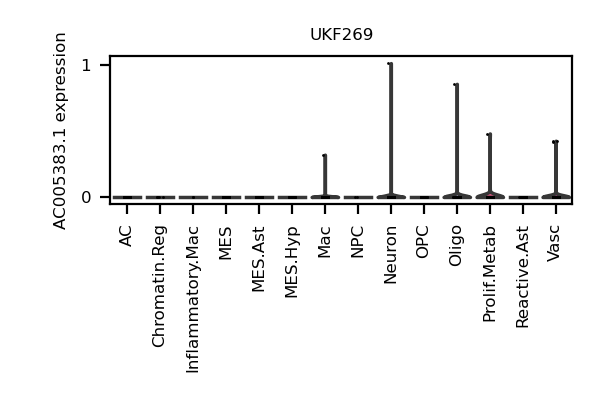 UKF269
AC005383.1 expression
1
0
AC
Chromatin.Reg
Inflammatory.Mac
MES
MES.Ast
MES.Hyp
Mac
NPC
Neuron
OPC
Oligo
Prolif.Metab
Reactive.Ast
Vasc